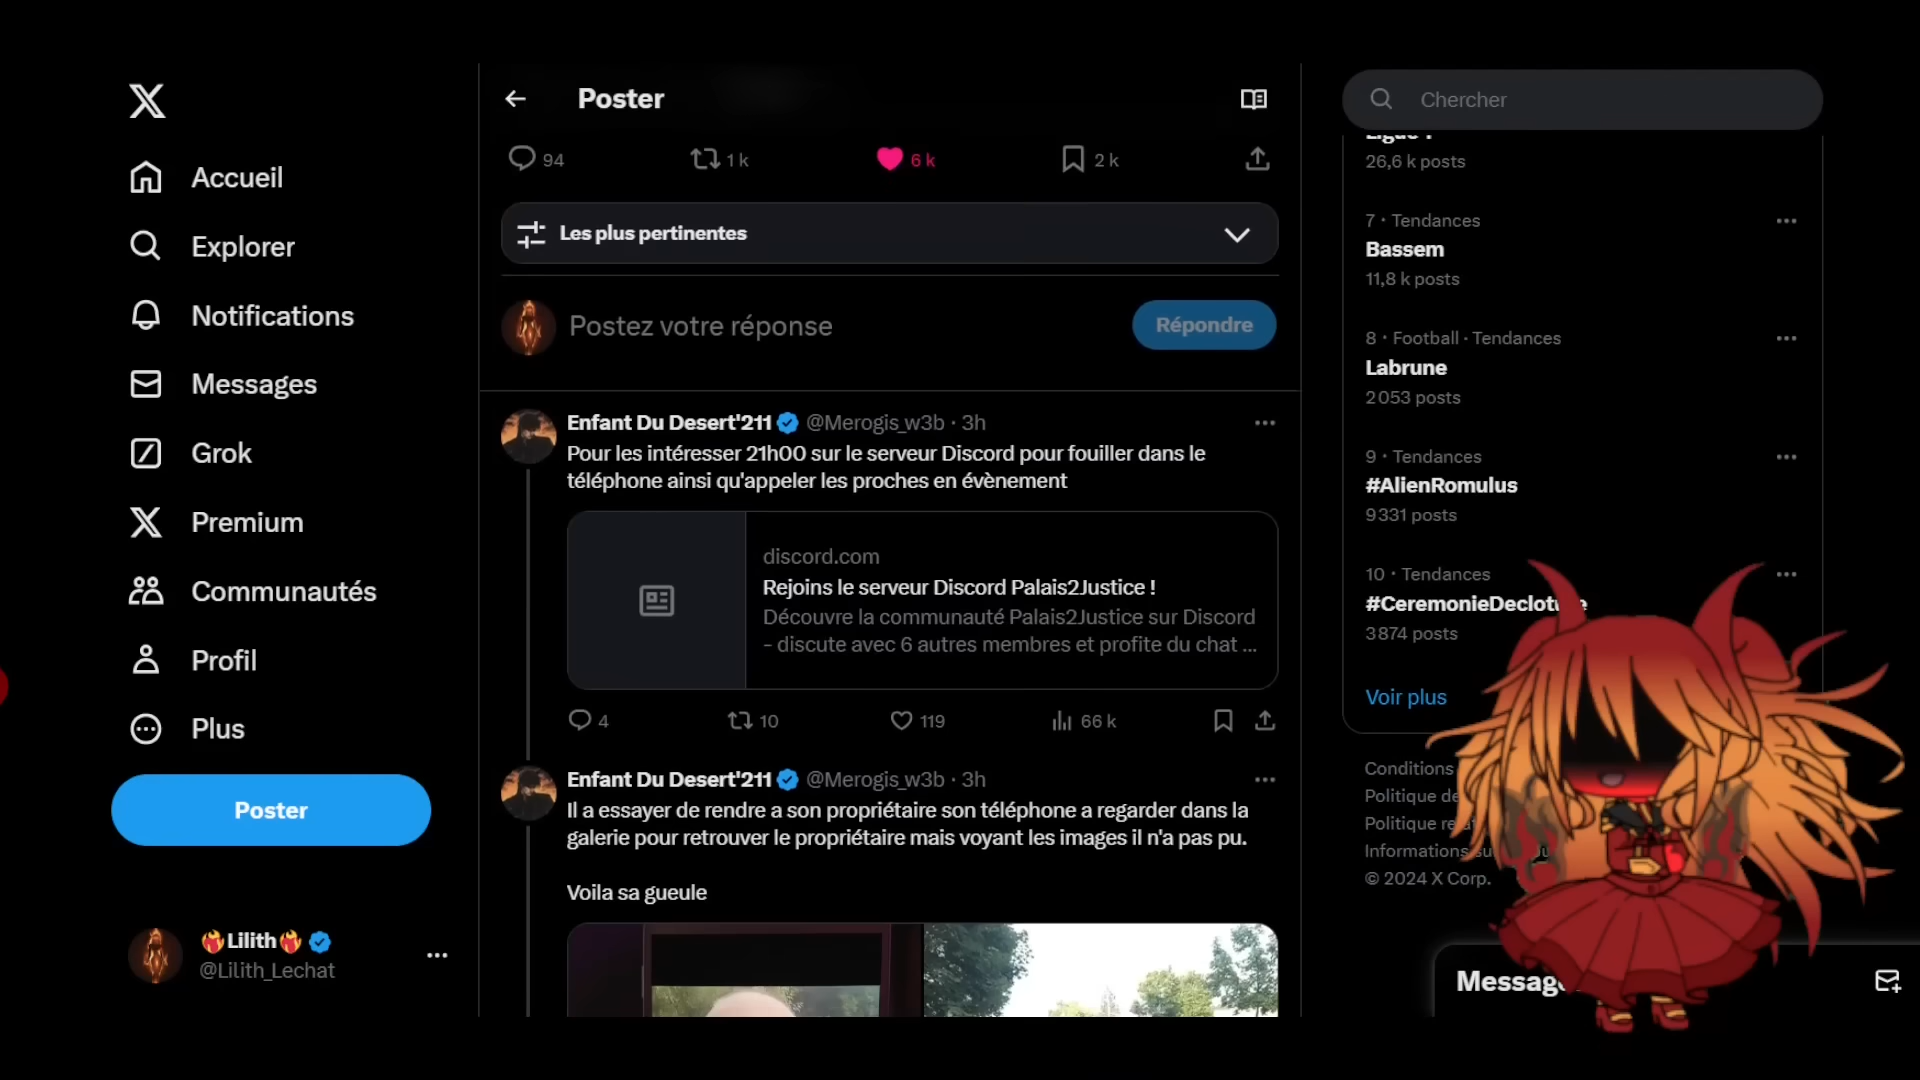 Accueil
Explorer
Notifications
Messages
Grok
Premium
Communautés
Profil
Plus
Poster
🔥Lilith🔥
@Lilith_Lechat
Poster
94
1 k
6 k
2 k
Les plus pertinentes
Postez votre réponse
Répondre
Enfant Du Desert'211 @Merogis_w3b · 3h
Pour les intéresser 21h00 sur le serveur Discord pour fouiller dans le
téléphone ainsi qu'appeler les proches en évènement
discord.com
Rejoins le serveur Discord Palais2Justice !
Découvre la communauté Palais2Justice sur Discord
- discute avec 6 autres membres et profite du chat ...
4
10
119
66 k
Enfant Du Desert'211 @Merogis_w3b · 3h
Il a essayer de rendre a son propriétaire son téléphone a regarder dans la
galerie pour retrouver le propriétaire mais voyant les images il n'a pas pu.
Voila sa gueule
Chercher
Ligue 1
26,6 k posts
7 · Tendances
Bassem
11,8 k posts
8 · Football · Tendances
Labrune
2 053 posts
9 · Tendances
#AlienRomulus
9 331 posts
10 · Tendances
3 874 posts
Voir plus
Conditions
Politique
Politique
Informations
© 2024 X Corp.